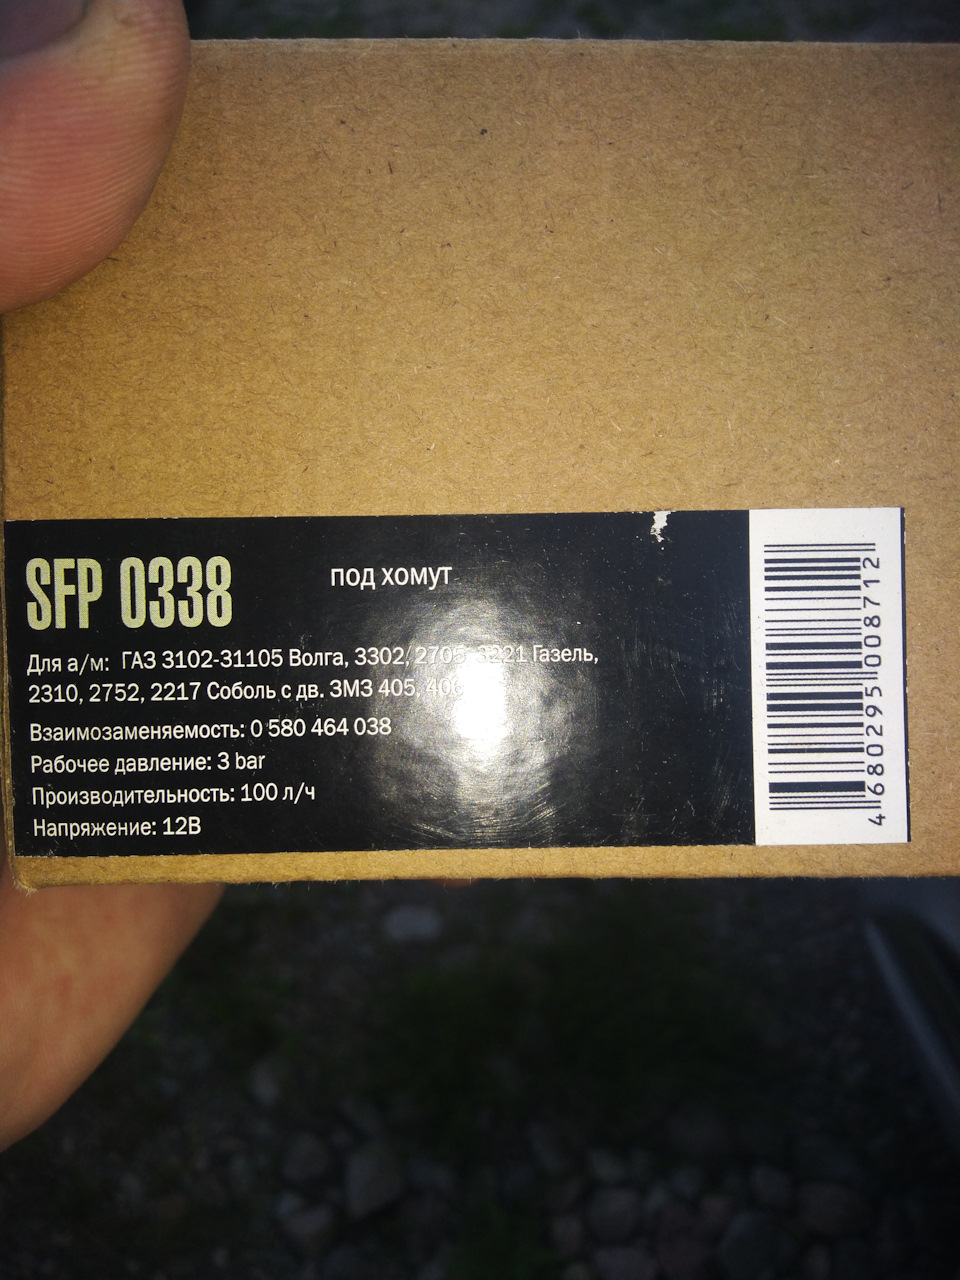 SFP 0338
под хомут
Для а/м: ГАЗ 3102-31105 Волга, 3302, 2705, 3221 Газель,
2310, 2752, 2217 Соболь с дв. ЗМЗ 405, 406
Взаимозаменяемость: 0 580 464 038
Рабочее давление: 3 bar
Производительность: 100 л/ч
Напряжение: 12В
4 680295 008712